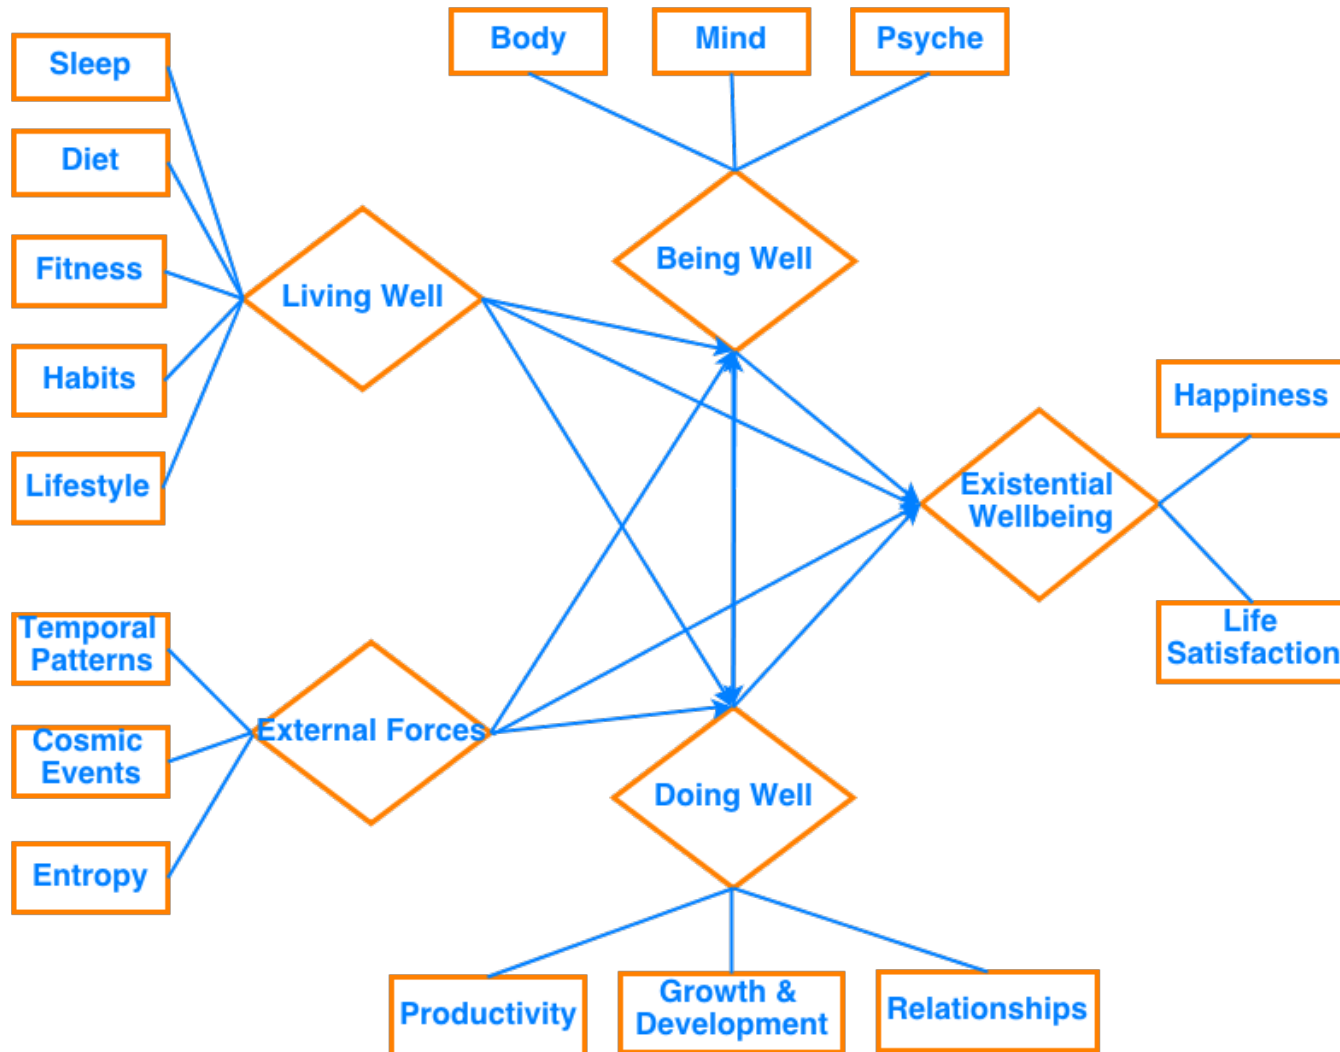 Sleep
Diet
Fitness
Habits
Lifestyle
Living Well
Body
Mind
Psyche
Being Well
Existential
Wellbeing
Happiness
Life
Satisfaction
Temporal
Patterns
Cosmic
Events
Entropy
External Forces
Doing Well
Productivity
Growth &
Development
Relationships